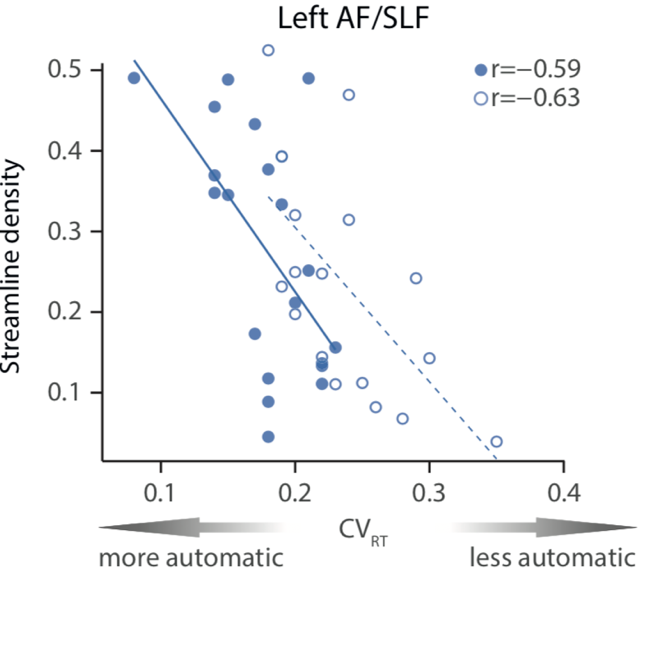 Left AF/SLF
r=−0.59
r=−0.63
Streamline density
0.5
0.4
0.3
0.2
0.1
0.1 0.2 0.3 0.4
CVRT
more automatic less automatic